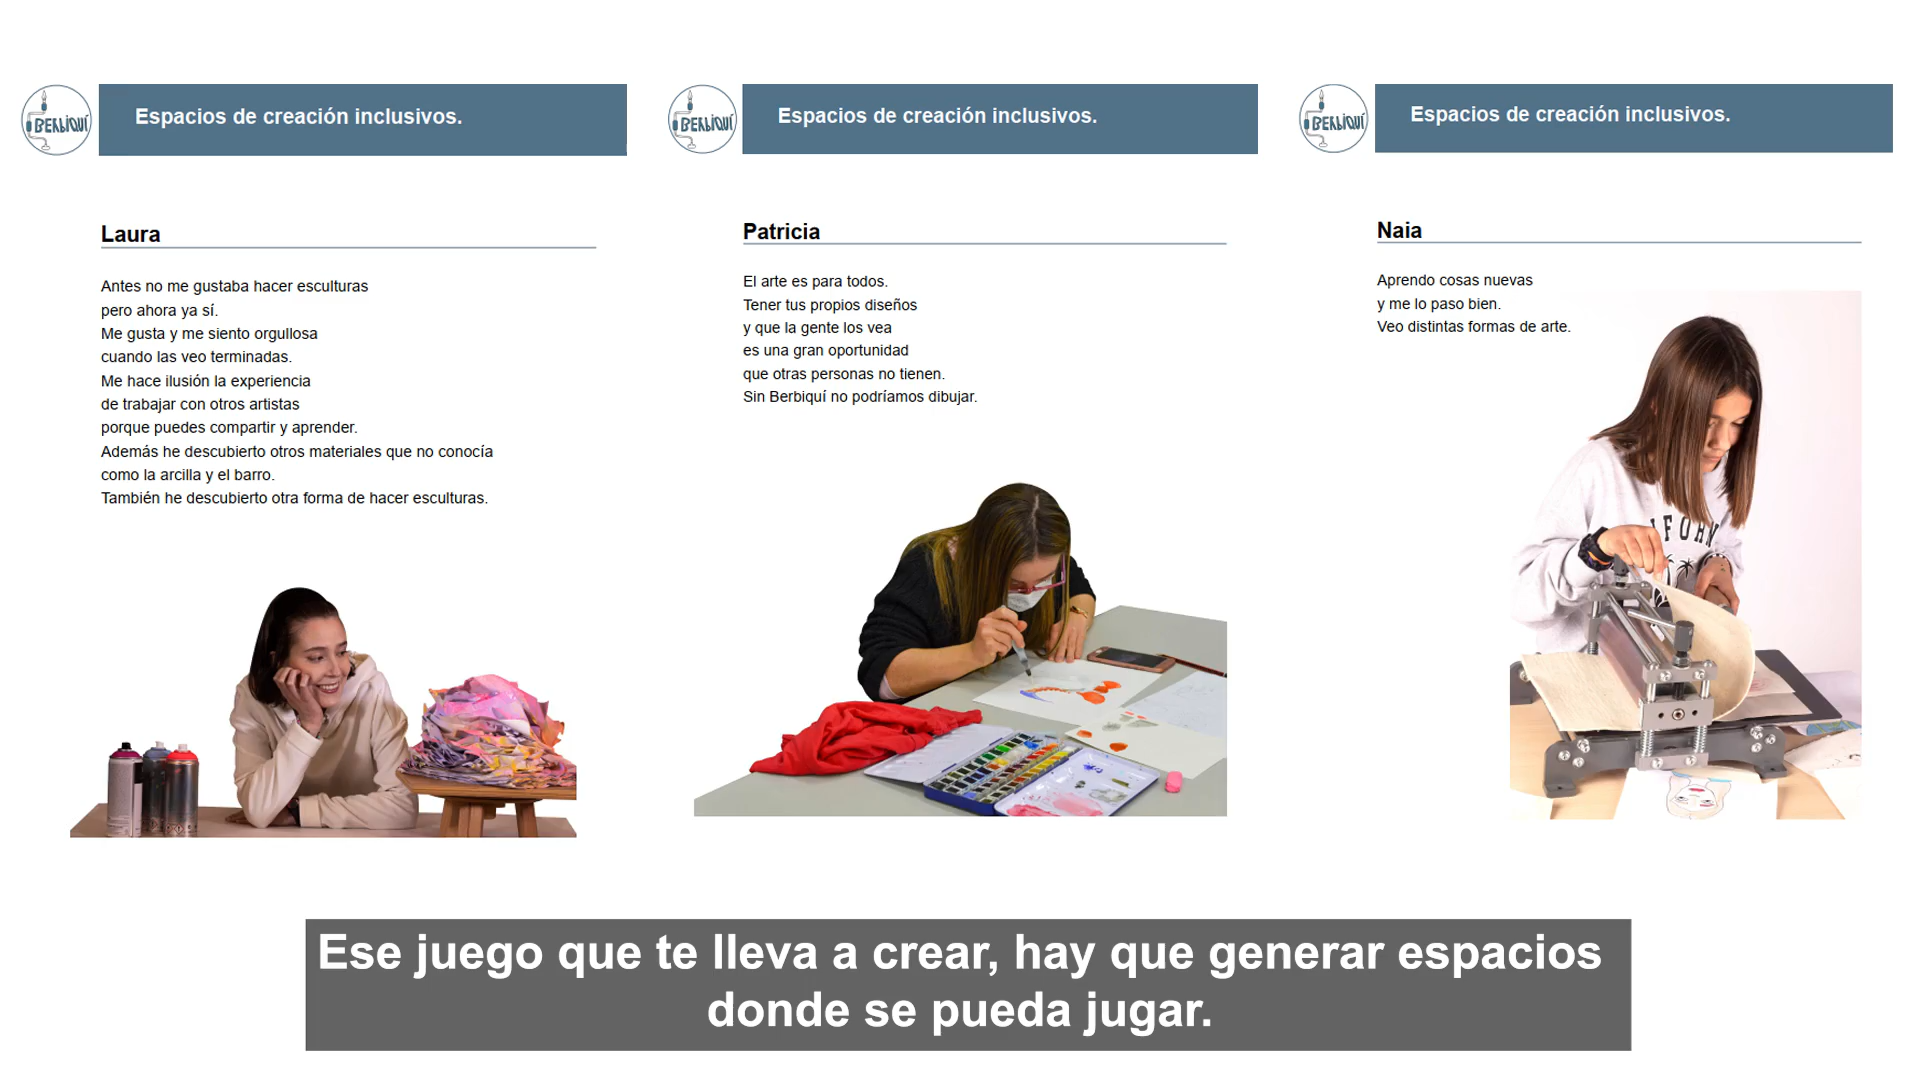 BERBIQUÍ
Espacios de creación inclusivos.
Laura
Antes no me gustaba hacer esculturas
pero ahora ya sí.
Me gusta y me siento orgullosa
cuando las veo terminadas.
Me hace ilusión la experiencia
de trabajar con otros artistas
porque puedes compartir y aprender.
Además he descubierto otros materiales que no conocía
como la arcilla y el barro.
También he descubierto otra forma de hacer esculturas.
BERBIQUÍ
Espacios de creación inclusivos.
Patricia
El arte es para todos.
Tener tus propios diseños
y que la gente los vea
es una gran oportunidad
que otras personas no tienen.
Sin Berbiquí no podríamos dibujar.
BERBIQUÍ
Espacios de creación inclusivos.
Naia
Aprendo cosas nuevas
y me lo paso bien.
Veo distintas formas de arte.
Ese juego que te lleva a crear, hay que generar espacios
donde se pueda jugar.